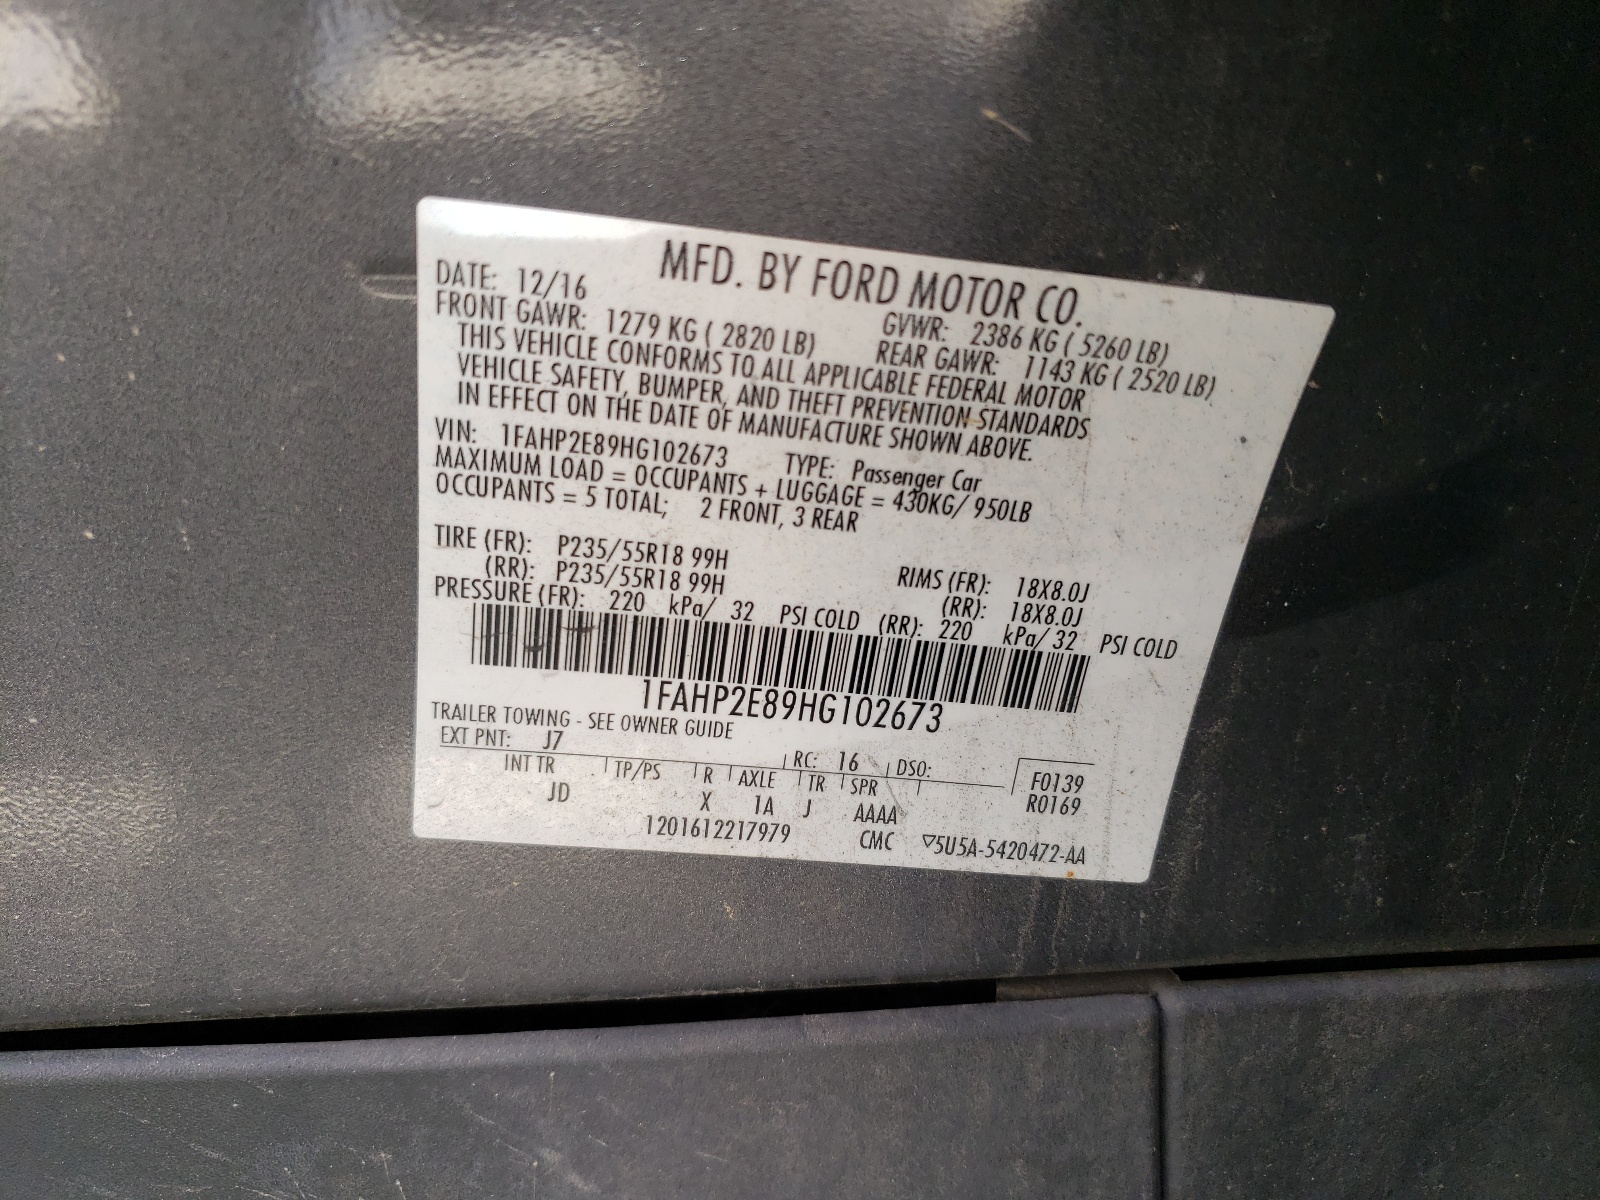 MFD. BY FORD MOTOR CO.
DATE: 12/16 GVWR: 2386 KG ( 5260 LB)
FRONT GAWR: 1279 KG ( 2820 LB) REAR GAWR: 1143 KG ( 2520 LB)
THIS VEHICLE CONFORMS TO ALL APPLICABLE FEDERAL MOTOR
VEHICLE SAFETY, BUMPER, AND THEFT PREVENTION STANDARDS
IN EFFECT ON THE DATE OF MANUFACTURE SHOWN ABOVE.
VIN: 1FAHP2E89HG102673 TYPE: Passenger Car
MAXIMUM LOAD = OCCUPANTS + LUGGAGE = 430KG/ 950LB
OCCUPANTS = 5 TOTAL; 2 FRONT, 3 REAR
TIRE (FR): P235/55R18 99H RIMS (FR): 18X8.0J
(RR): P235/55R18 99H (RR): 18X8.0J
PRESSURE (FR): 220 kPa/ 32 PSI COLD (RR): 220 kPa/ 32 PSI COLD
1FAHP2E89HG102673
TRAILER TOWING - SEE OWNER GUIDE
EXT PNT: J7 RC: 16 DSO: F0139
INT TR TP/PS R AXLE TR SPR R0169
JD X 1A J AAAA
1201612217979 CMC ▽5U5A-5420472-AA